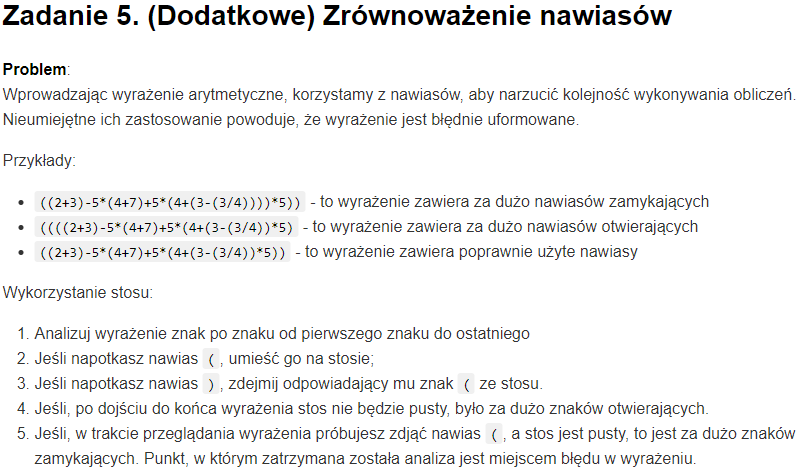 Zadanie 5. (Dodatkowe) Zrównoważenie nawiasów
Problem:
Wprowadzając wyrażenie arytmetyczne, korzystamy z nawiasów, aby narzucić kolejność wykonywania obliczeń.
Nieumiejętne ich zastosowanie powoduje, że wyrażenie jest błędnie uformowane.
Przykłady:
• ((2+3)-5*(4+7)+5*(4+(3-(3/4))))*5)) - to wyrażenie zawiera za dużo nawiasów zamykających
• ((((2+3)-5*(4+7)+5*(4+(3-(3/4))*5) - to wyrażenie zawiera za dużo nawiasów otwierających
• ((2+3)-5*(4+7)+5*(4+(3-(3/4))*5)) - to wyrażenie zawiera poprawnie użyte nawiasy
Wykorzystanie stosu:
1. Analizuj wyrażenie znak po znaku od pierwszego znaku do ostatniego
2. Jeśli napotkasz nawias (, umieść go na stosie;
3. Jeśli napotkasz nawias ), zdejmij odpowiadający mu znak ( ze stosu.
4. Jeśli, po dojściu do końca wyrażenia stos nie będzie pusty, było za dużo znaków otwierających.
5. Jeśli, w trakcie przeglądania wyrażenia próbujesz zdjąć nawias (, a stos jest pusty, to jest za dużo znaków
zamykających. Punkt, w którym zatrzymana została analiza jest miejscem błędu w wyrażeniu.